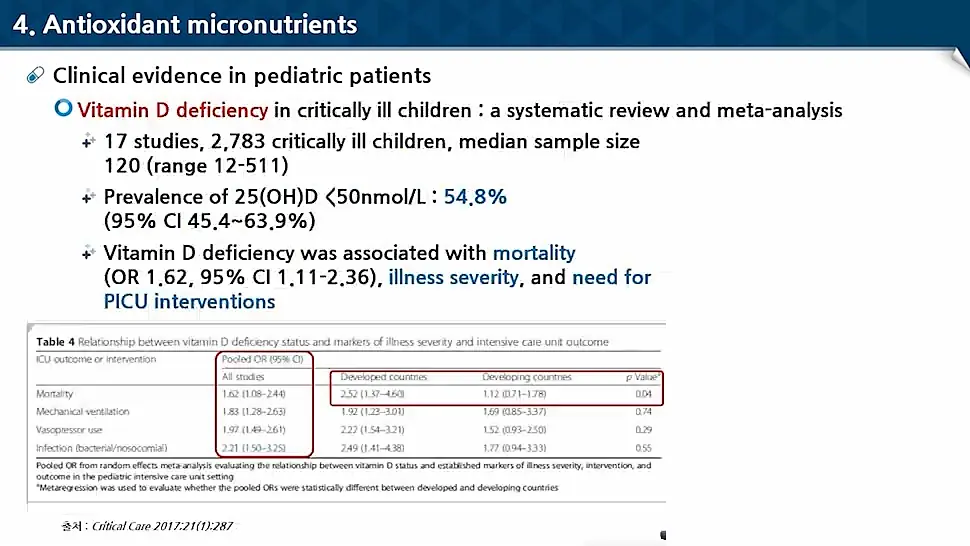 4. Antioxidant micronutrients
Clinical evidence in pediatric patients
Vitamin D deficiency in critically ill children : a systematic review and meta-analysis
17 studies, 2,783 critically ill children, median sample size
120 (range 12-511)
Prevalence of 25(OH)D <50nmol/L : 54.8%
(95% CI 45.4~63.9%)
Vitamin D deficiency was associated with mortality
(OR 1.62, 95% CI 1.11-2.36), illness severity, and need for
PICU interventions
Table 4 Relationship between vitamin D deficiency status and markers of illness severity and intensive care unit outcome
ICU outcome or intervention Pooled OR (95% CI)
All studies Developed countries Developing countries p Valueª
Mortality 1.62 (1.08–2.44) 2.52 (1.37–4.60) 1.12 (0.71–1.78) 0.04
Mechanical ventilation 1.83 (1.28–2.63) 1.92 (1.23–3.01) 1.69 (0.85–3.37) 0.74
Vasopressor use 1.97 (1.49–2.61) 2.27 (1.54–3.21) 1.52 (0.93–2.50) 0.29
Infection (bacterial/nosocomial) 2.21 (1.50–3.25) 2.49 (1.41–4.38) 1.77 (0.94–3.33) 0.55
Pooled OR from random effects meta-analysis evaluating the relationship between vitamin D status and established markers of illness severity, intervention, and
outcome in the pediatric intensive care unit setting
ªMetaregression was used to evaluate whether the pooled ORs were statistically different between developed and developing countries
출처 : Critical Care 2017;21(1):287